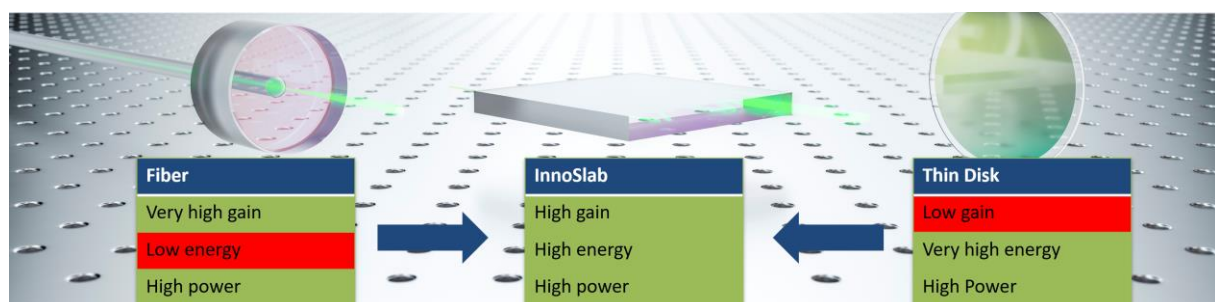 Fiber
Very high gain
Low energy
High power
InnoSlab
High gain
High energy
High power
Thin Disk
Low gain
Very high energy
High Power